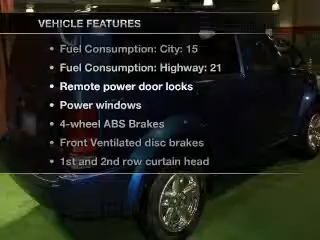 VEHICLE FEATURES
• Fuel Consumption: City: 15
• Fuel Consumption: Highway: 21
• Remote power door locks
• Power windows
• 4-wheel ABS Brakes
• Front Ventilated disc brakes
• 1st and 2nd row curtain head